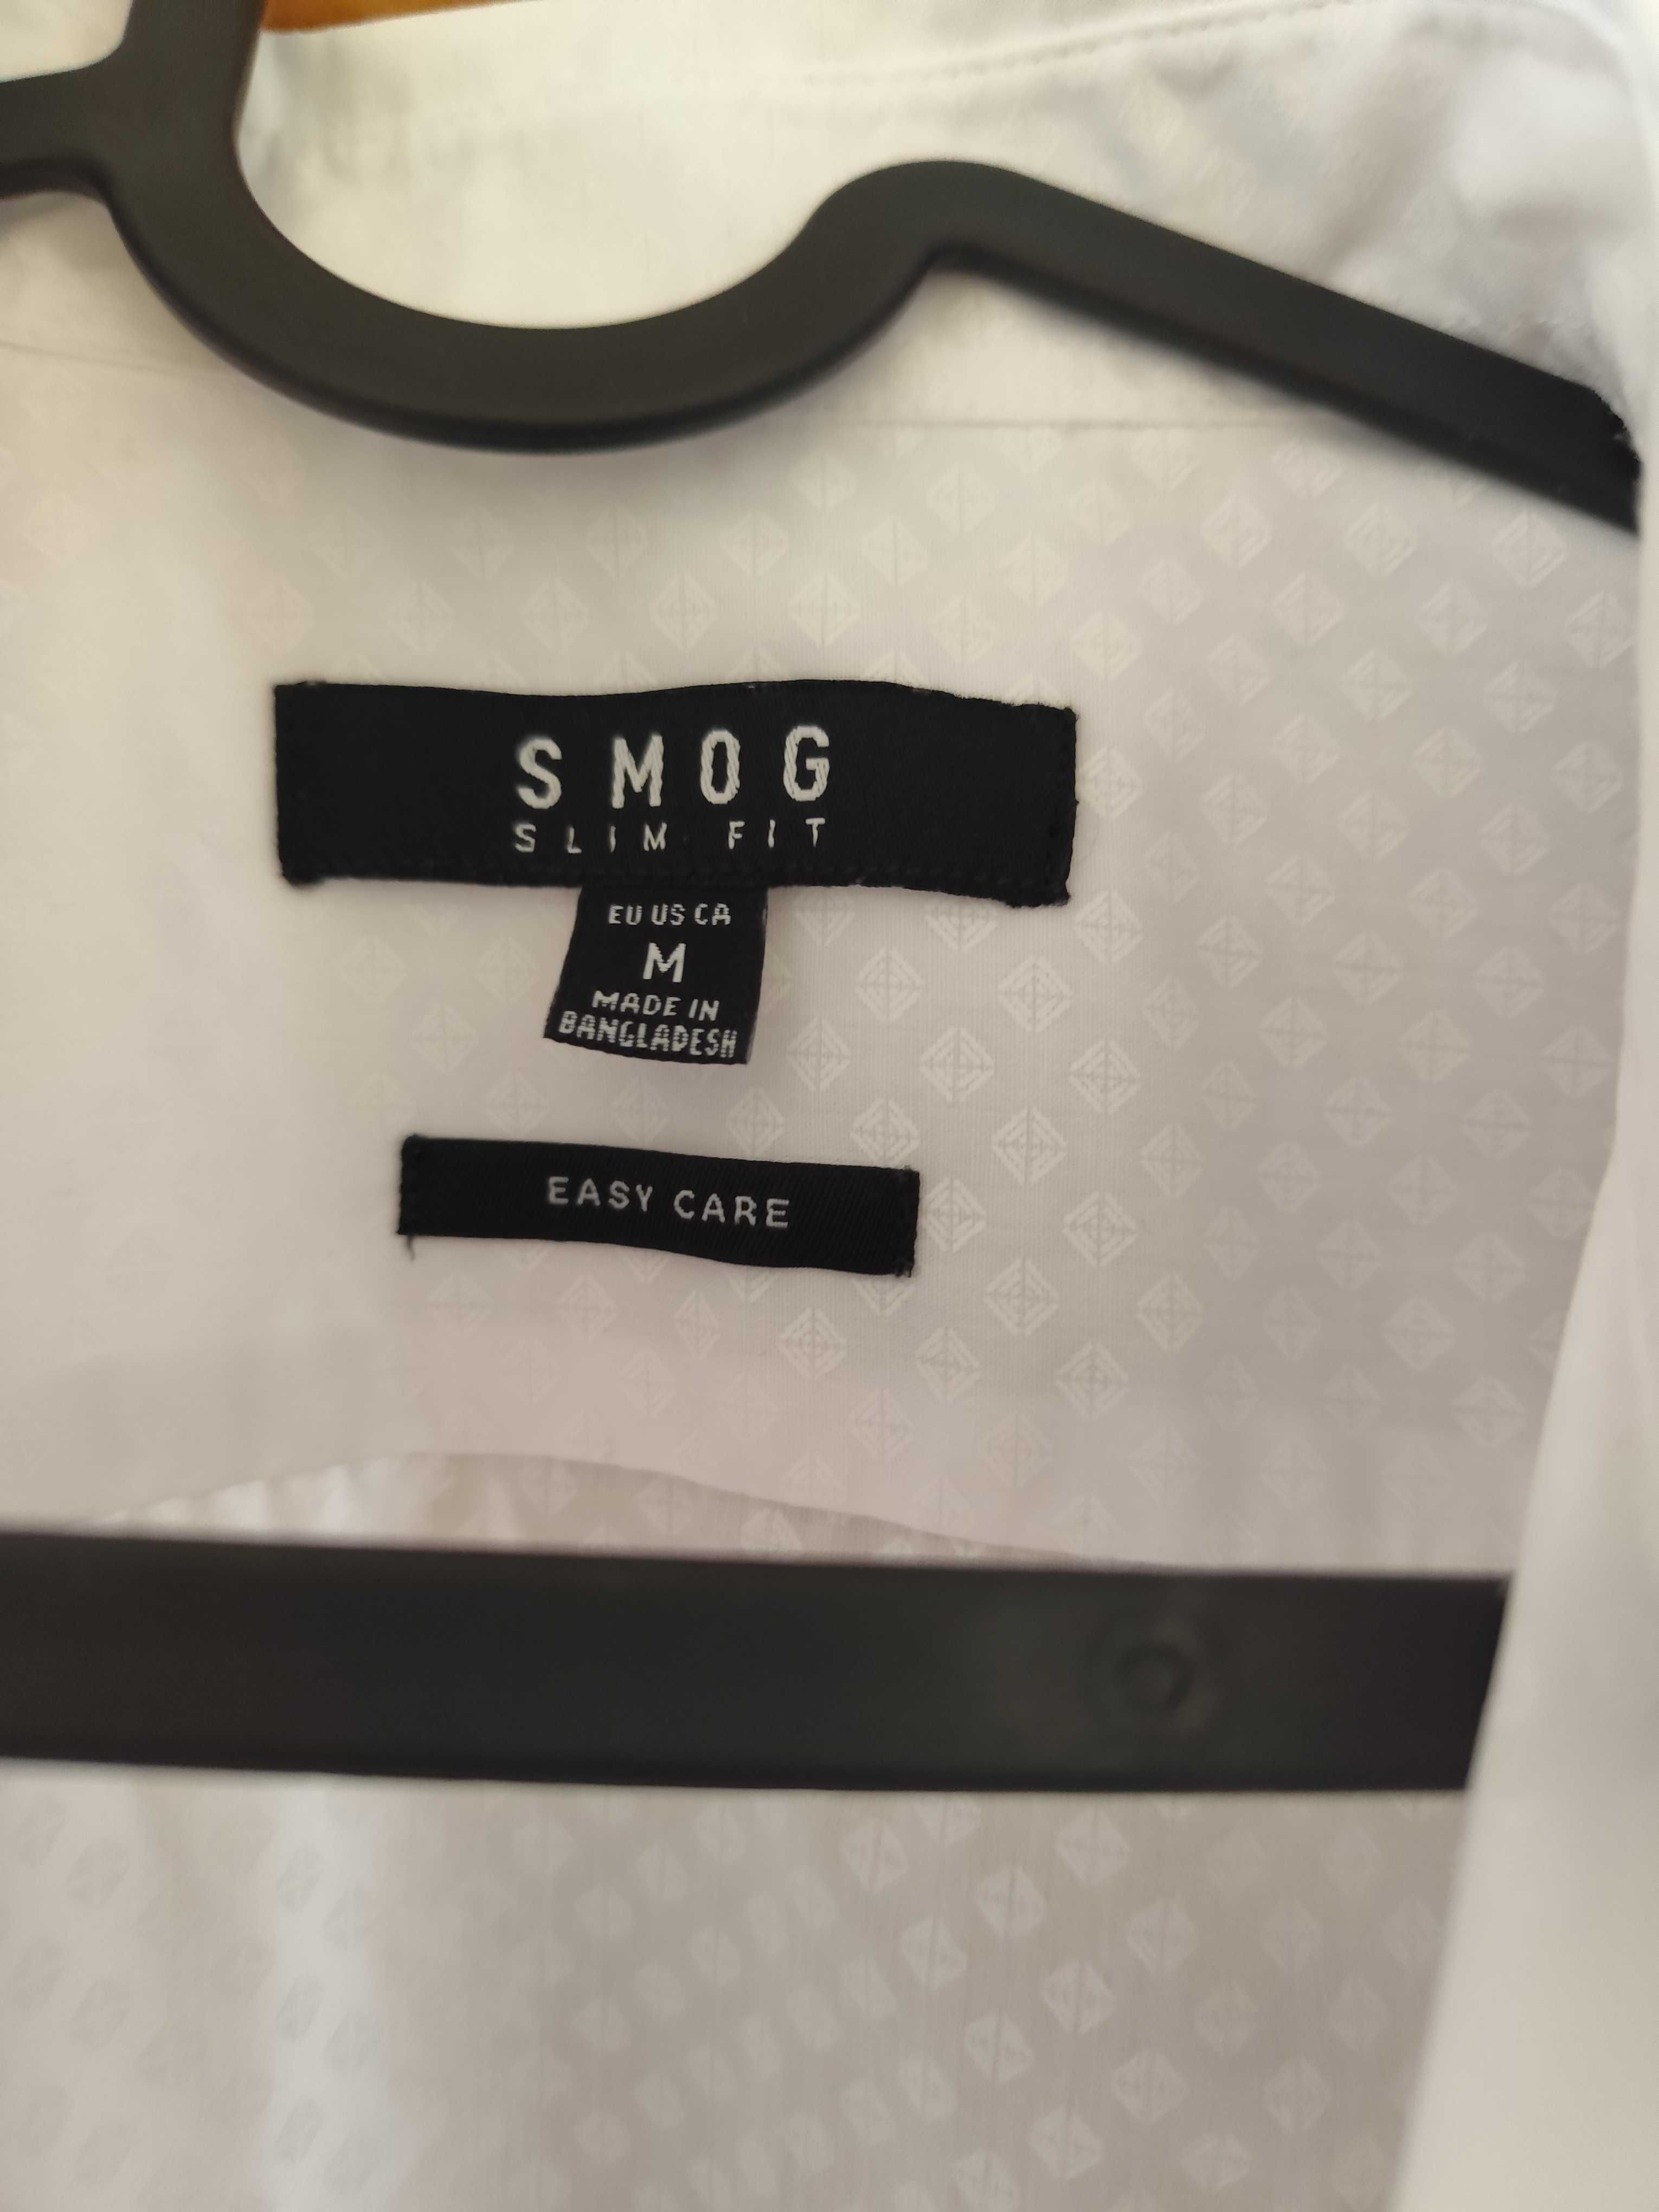 SMOG
SLIM FIT
EU US CA
M
MADE IN
BANGLADESH
EASY CARE